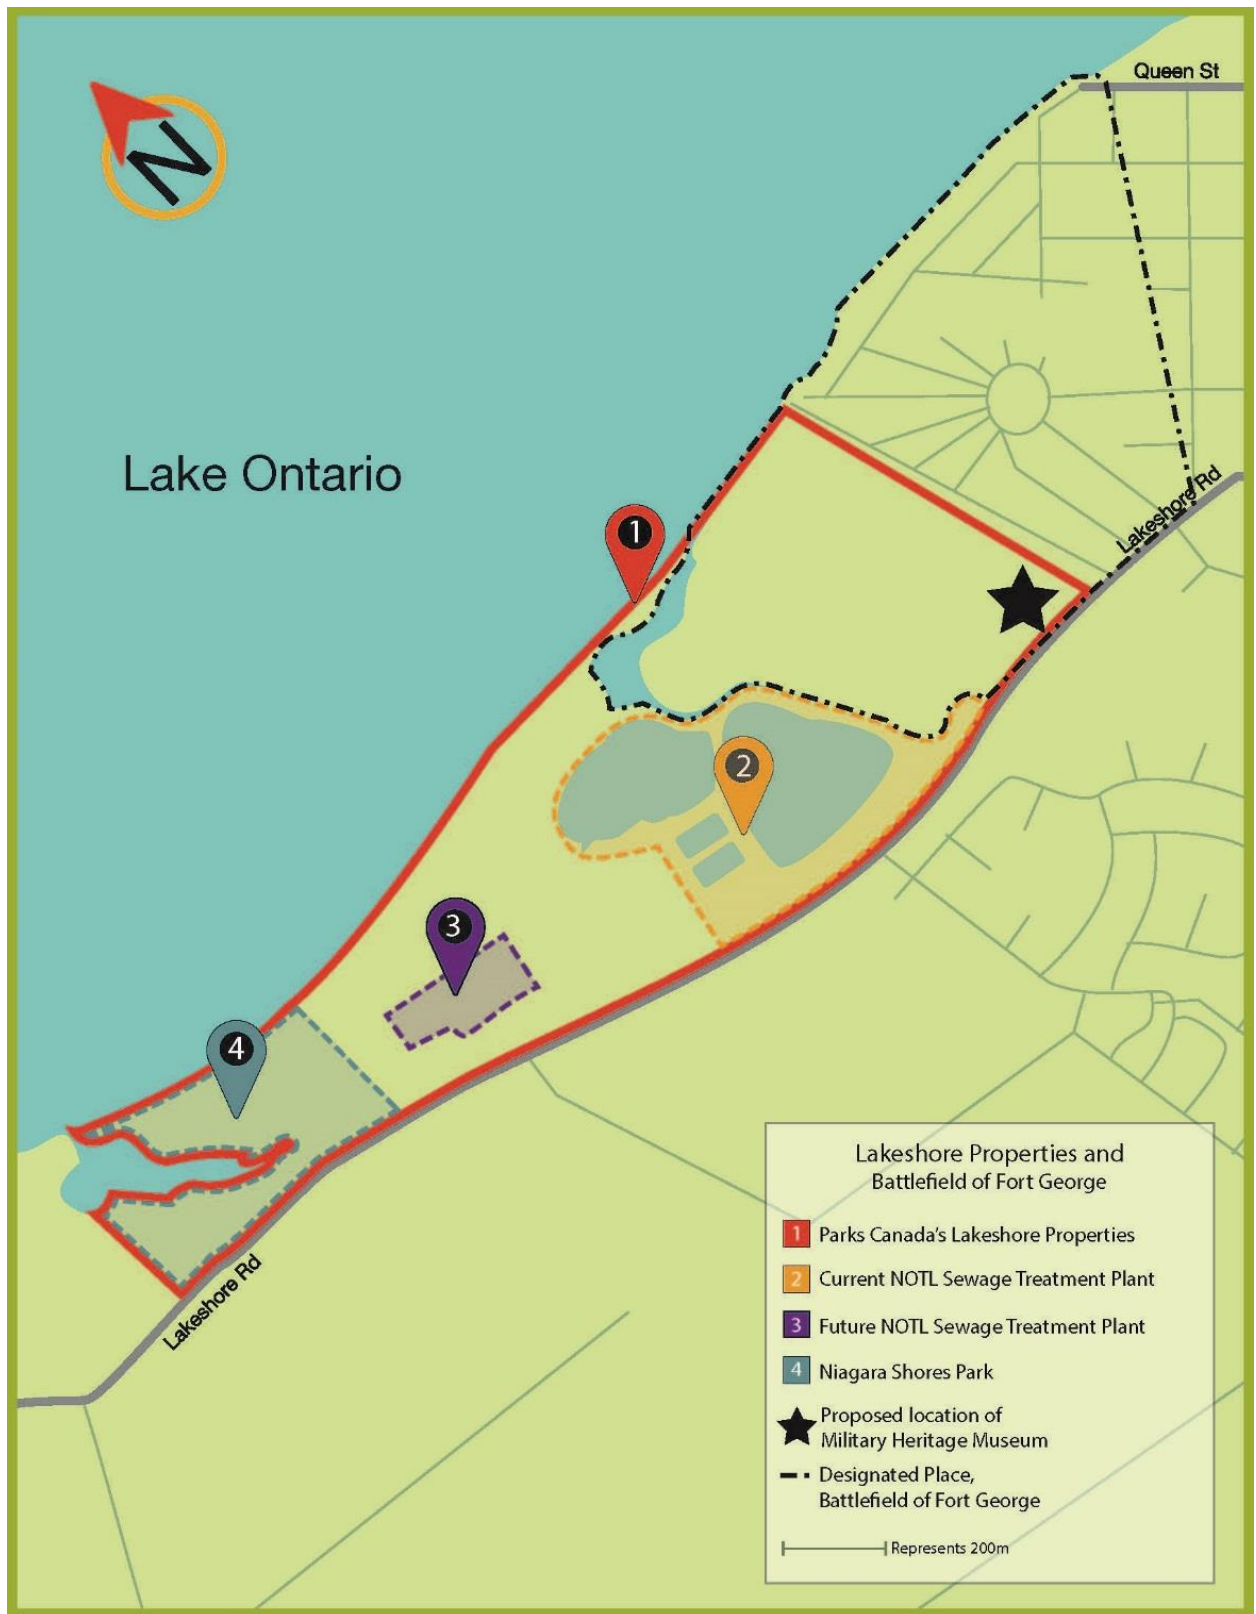 Queen St
N
Lake Ontario
Lakeshore Rd
1
2
3
4
Lakeshore Rd
Lakeshore Properties and
Battlefield of Fort George
1 Parks Canada's Lakeshore Properties
2 Current NOTL Sewage Treatment Plant
3 Future NOTL Sewage Treatment Plant
4 Niagara Shores Park
Proposed location of
Military Heritage Museum
Designated Place,
Battlefield of Fort George
Represents 200m